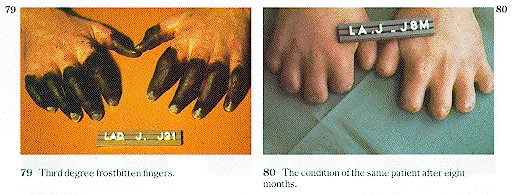 79
80
LAD. J. J21
LA.J. J8M
79 Third degree frostbitten fingers.
80 The condition of the same patient after eight
months.